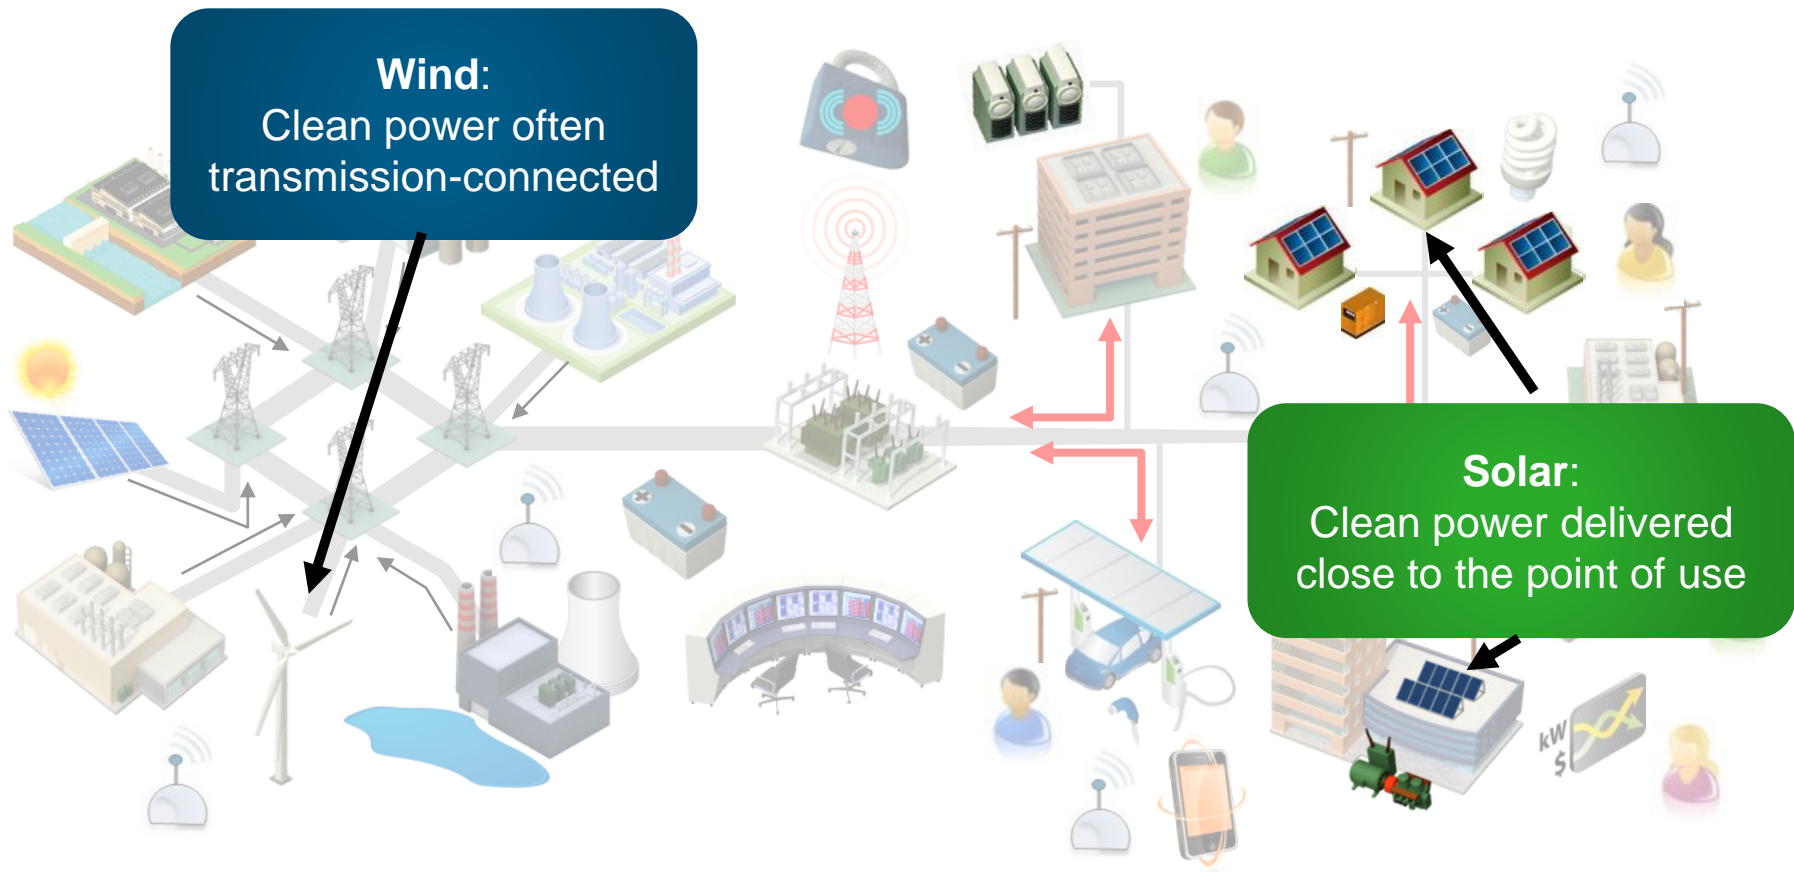 Wind:
Clean power often
transmission-connected
Solar:
Clean power delivered
close to the point of use
kW
$